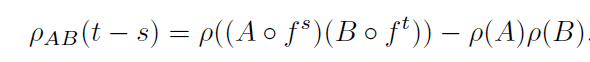 ρ_{AB}(t − s) = ρ((A ∘ f^s)(B ∘ f^t)) − ρ(A)ρ(B).